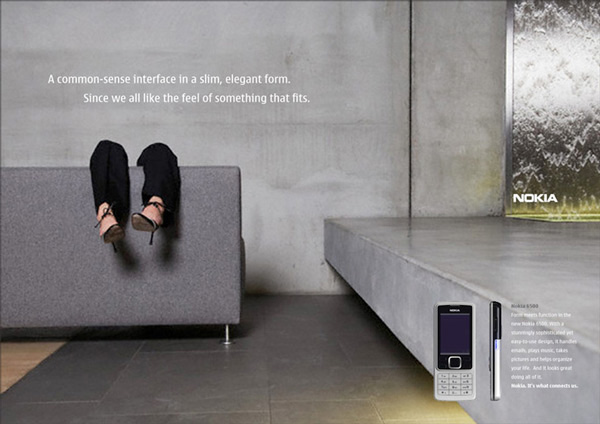 A common-sense interface in a slim, elegant form.
Since we all like the feel of something that fits.
NOKIA
NOKIA
Form meets function in the
new Nokia 6300. With a
stunningly sophisticated yet
easy-to-use design, it handles
emails, plays music, takes
pictures and helps organize
your life. And it looks great
doing all of it.
Nokia. It's what connects us.